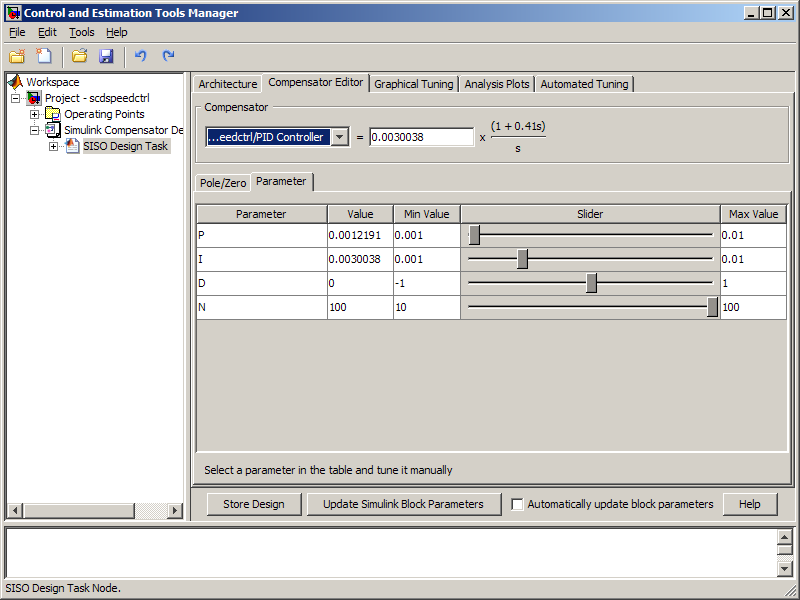 Control and Estimation Tools Manager
File Edit Tools Help
Workspace
Project - scdspeedctrl
Operating Points
Simulink Compensator De
SISO Design Task
Architecture Compensator Editor Graphical Tuning Analysis Plots Automated Tuning
Compensator
...eedctrl/PID Controller = 0.0030038 x (1 + 0.41s)
s
Pole/Zero Parameter
Parameter Value Min Value Slider Max Value
P 0.0012191 0.001 0.01
I 0.0030038 0.001 0.01
D 0 -1 1
N 100 10 100
Select a parameter in the table and tune it manually
Store Design Update Simulink Block Parameters Automatically update block parameters Help
SISO Design Task Node.